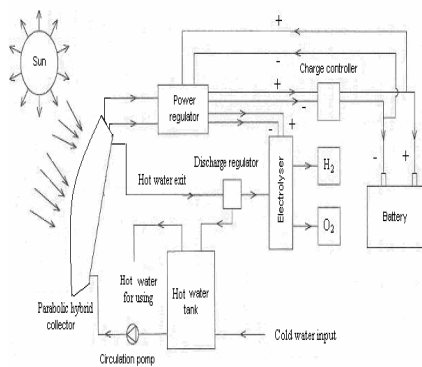 +
-
Sun
Charge controller
Power
regulator
+
-
-
+
Discharge regulator
Hot water exit
Electrolyser
H2
O2
-
+
Battery
Hot water
for using
Hot water
tank
Parabolic hybrid
collector
Circulation pomp
Cold water input